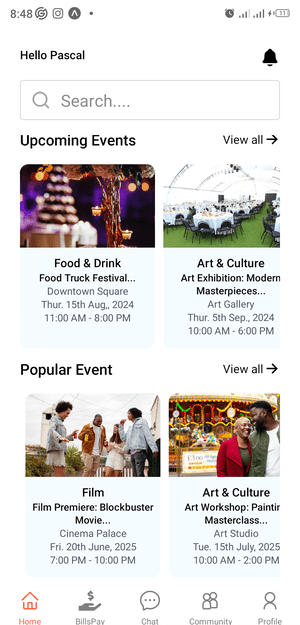 8:48
11
Hello Pascal
Search....
Upcoming Events
View all
Food & Drink
Food Truck Festival...
Downtown Square
Thur. 15th Aug,, 2024
11:00 AM - 8:00 PM
Art & Culture
Art Exhibition: Modern
Masterpieces...
Art Gallery
Thur. 5th Sep., 2024
10:00 AM - 6:00 PM
Popular Event
View all
Film
Film Premiere: Blockbuster
Movie...
Cinema Palace
Fri. 20th June, 2025
7:00 PM - 10:00 PM
Art & Culture
Art Workshop: Paintin
Masterclass...
Art Studio
Tue. 15th July, 2025
10:00 AM - 2:00 PM
Home
BillsPay
Chat
Community
Profile